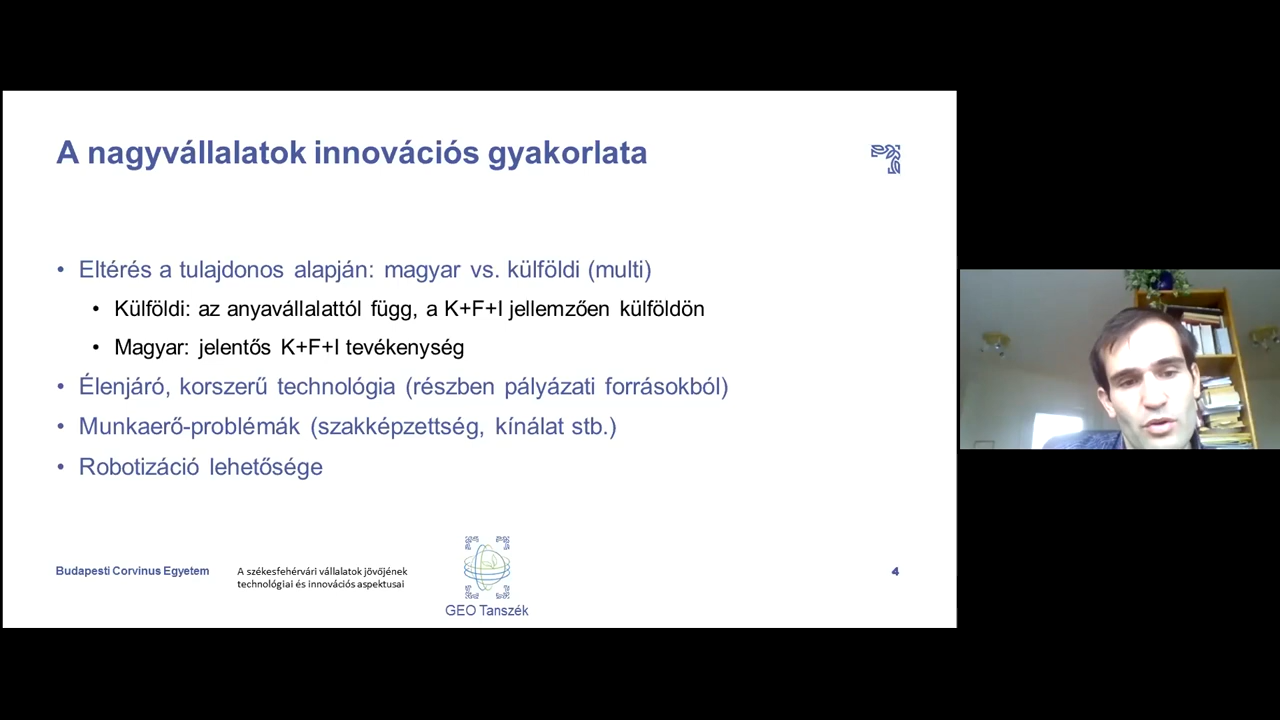 A nagyvállalatok innovációs gyakorlata
• Eltérés a tulajdonos alapján: magyar vs. külföldi (multi)
• Külföldi: az anyavállalattól függ, a K+F+I jellemzően külföldön
• Magyar: jelentős K+F+I tevékenység
• Élenjáró, korszerű technológia (részben pályázati forrásokból)
• Munkaerő-problémák (szakképzettség, kínálat stb.)
• Robotizáció lehetősége
Budapesti Corvinus Egyetem
A székesfehérvári vállalatok jövőjének
technológiai és innovációs aspektusai
GEO Tanszék
4